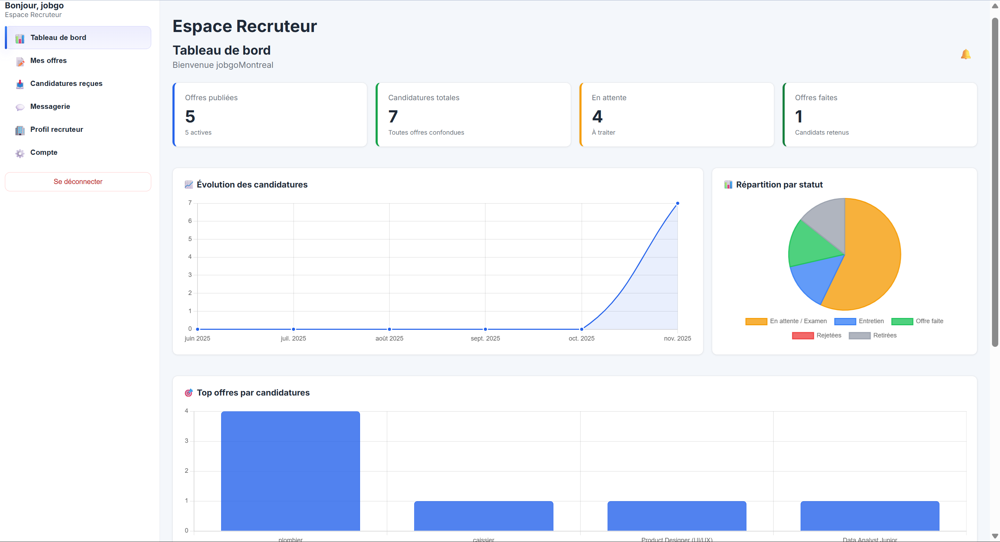 Bonjour, jobgo
Espace Recruteur
Tableau de bord
Mes offres
Candidatures reçues
Messagerie
Profil recruteur
Compte
Se déconnecter
Espace Recruteur
Tableau de bord
Bienvenue jobgoMontreal
Offres publiées
5
5 actives
Candidatures totales
7
Toutes offres confondues
En attente
4
À traiter
Offres faites
1
Candidats retenus
Évolution des candidatures
7
6
5
4
3
2
1
0
juin 2025 juil. 2025 août 2025 sept. 2025 oct. 2025 nov. 2025
Répartition par statut
En attente / Examen Entretien Offre faite
Rejetées Retirées
Top offres par candidatures
4
3
2
1
0
plombier caissier Product Designer (UI/UX) Data Analyst Junior